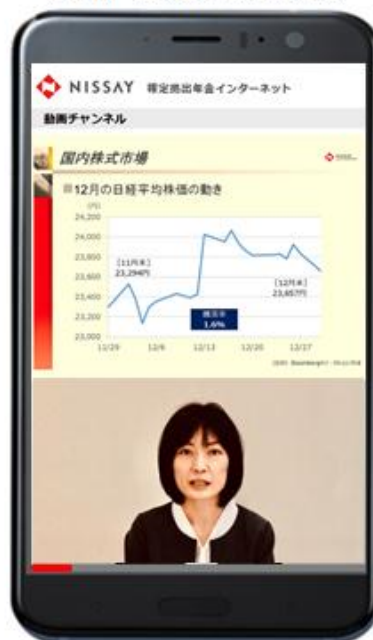 NISSAY 確定拠出年金インターネット
動画チャンネル
国内株式市場
12月の日経平均株価の動き
(円)
24,200
24,000
23,800
23,600
23,400
23,200
23,000
[11月末]
23,294円
[12月末]
23,657円
騰落率
1.6%
11/29 12/6 12/13 12/20 12/27